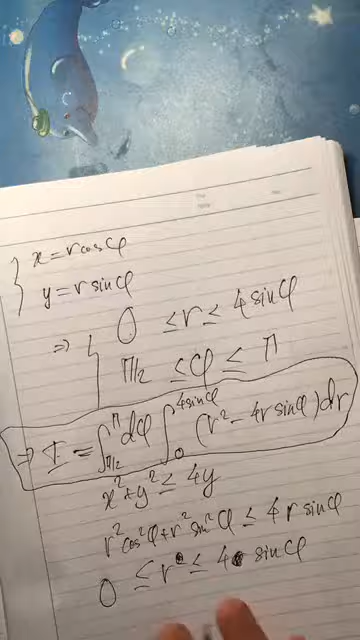 x = r cos φ
y = r sin φ
⇒ 0 ≤ r ≤ 4 sin φ
π/2 ≤ φ ≤ π
⇒ I = ∫_{π/2}^{π} dφ ∫_{0}^{4 sin φ} (r² − 4r sin φ) dr
x² + y² ≤ 4y
r² cos² φ + r² sin² φ ≤ 4 r sin φ
0 ≤ r ≤ 4 sin φ